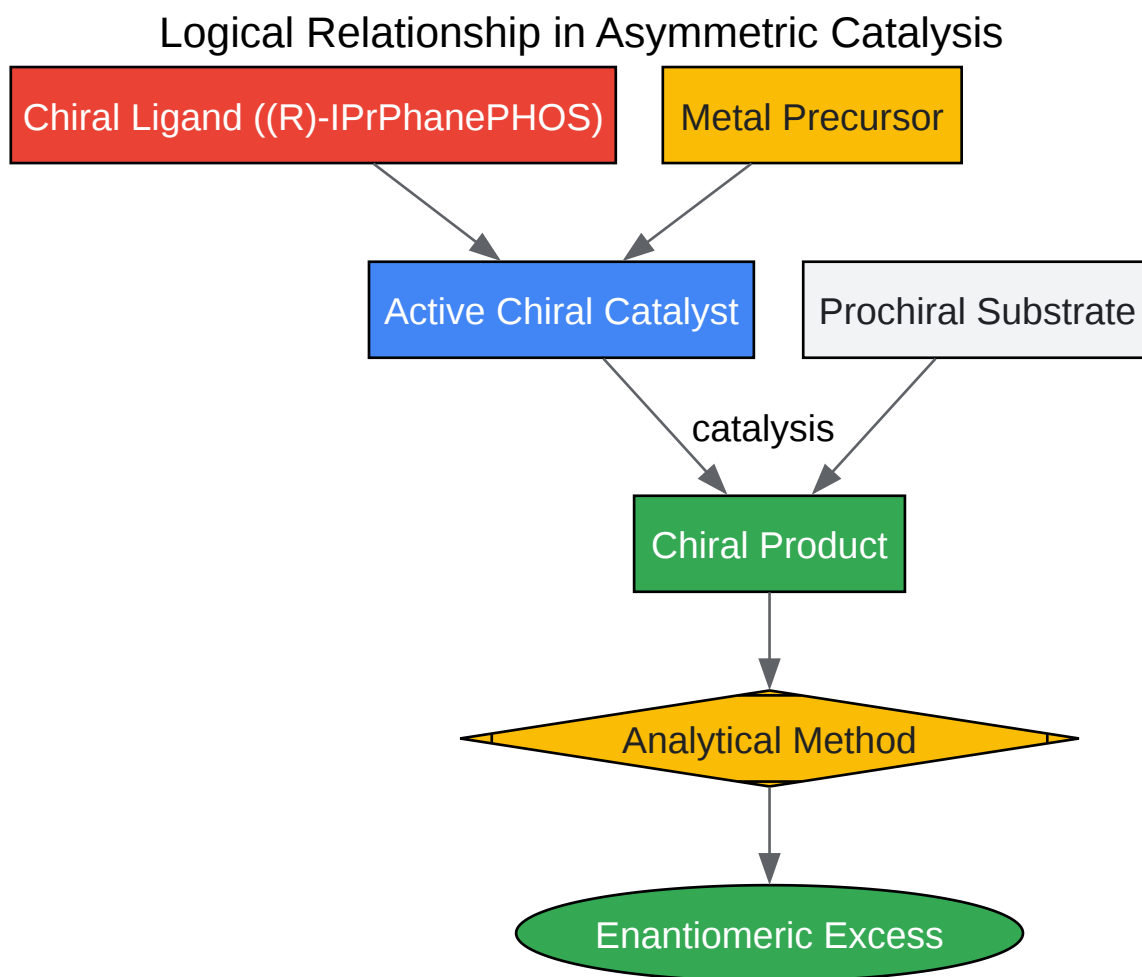 Logical Relationship in Asymmetric Catalysis
Chiral Ligand ((R)-IPrPhanePHOS)
Metal Precursor
Active Chiral Catalyst
Prochiral Substrate
catalysis
Chiral Product
Analytical Method
Enantiomeric Excess